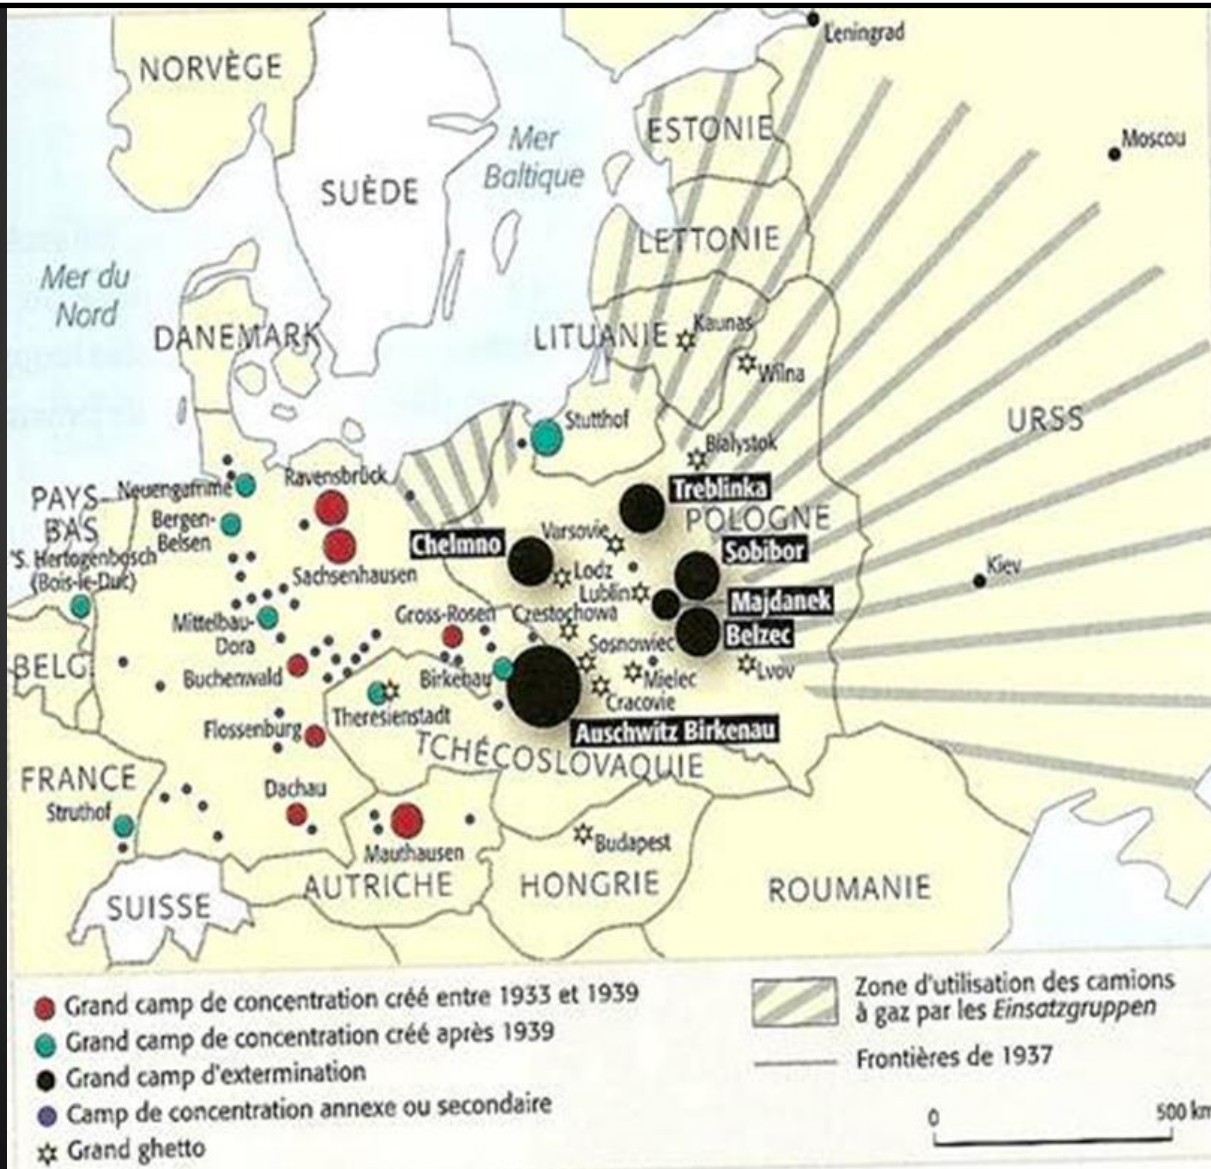 Leningrad
NORVÈGE
ESTONIE
Moscou
Mer
Baltique
SUÈDE
LETTONIE
Mer du
Nord
DANEMARK
LITUANIE
Kaunas
Wilna
URSS
Stutthof
Bialystok
Ravensbrück
Treblinka
PAYS-
BAS
Neuengamme
POLOGNE
Bergen-
Belsen
Varsovie
Chelmno
Sobibor
'S. Hertogenbosch
(Bois-le-Duc)
Sachsenhausen
Lodz
Kiev
Lublin
Majdanek
Mittelbau-
Dora
Gross-Rosen
Czestochowa
Belzec
Sosnowiec
BELG
Buchenwald
Birkenau
Mielec
Lvov
Cracovie
Theresienstadt
Flossenburg
Auschwitz Birkenau
TCHÉCOSLOVAQUIE
FRANCE
Struthof
Dachau
Mauthausen
Budapest
AUTRICHE
HONGRIE
ROUMANIE
SUISSE
Grand camp de concentration créé entre 1933 et 1939
Grand camp de concentration créé après 1939
Grand camp d'extermination
Camp de concentration annexe ou secondaire
Grand ghetto
Zone d'utilisation des camions
à gaz par les Einsatzgruppen
Frontières de 1937
0
500 km